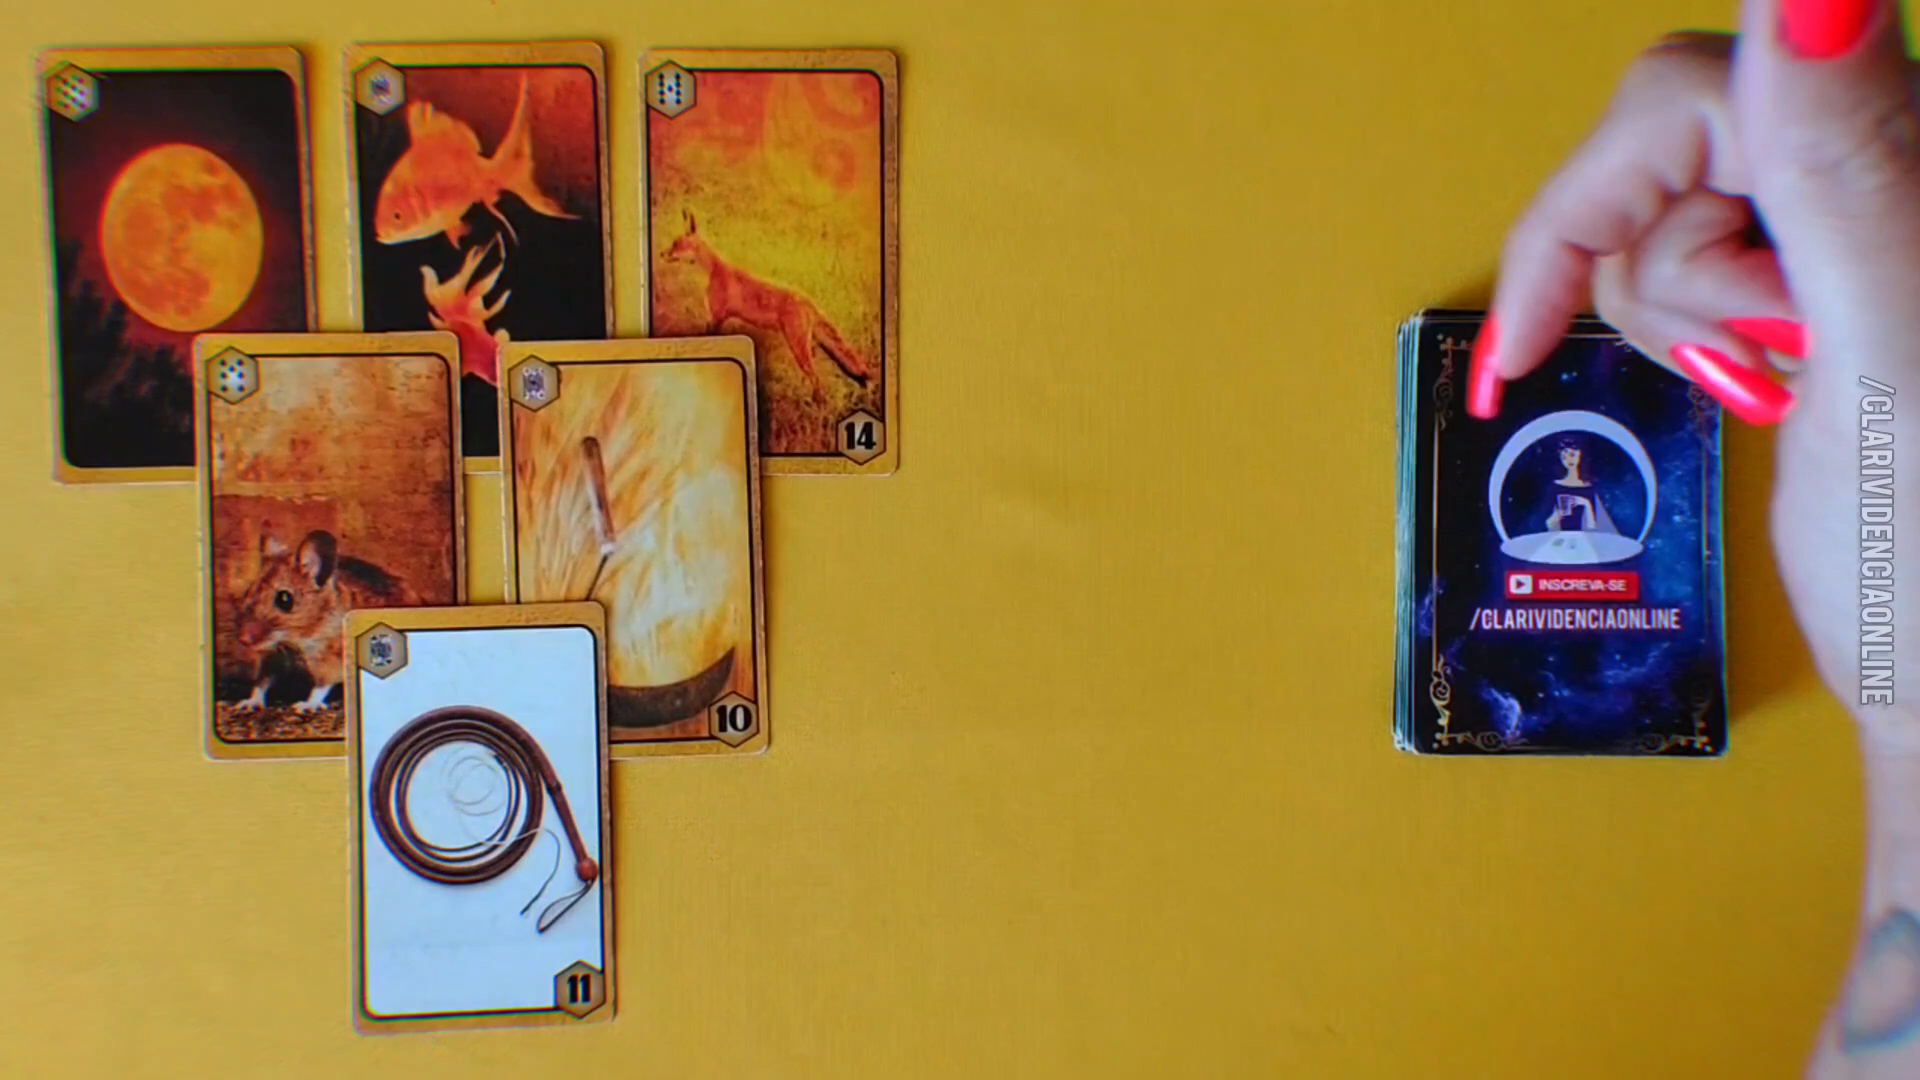 14
10
11
INSCREVA-SE
/CLARIVIDENCIAONLINE
/CLARIVIDENCIAONLINE